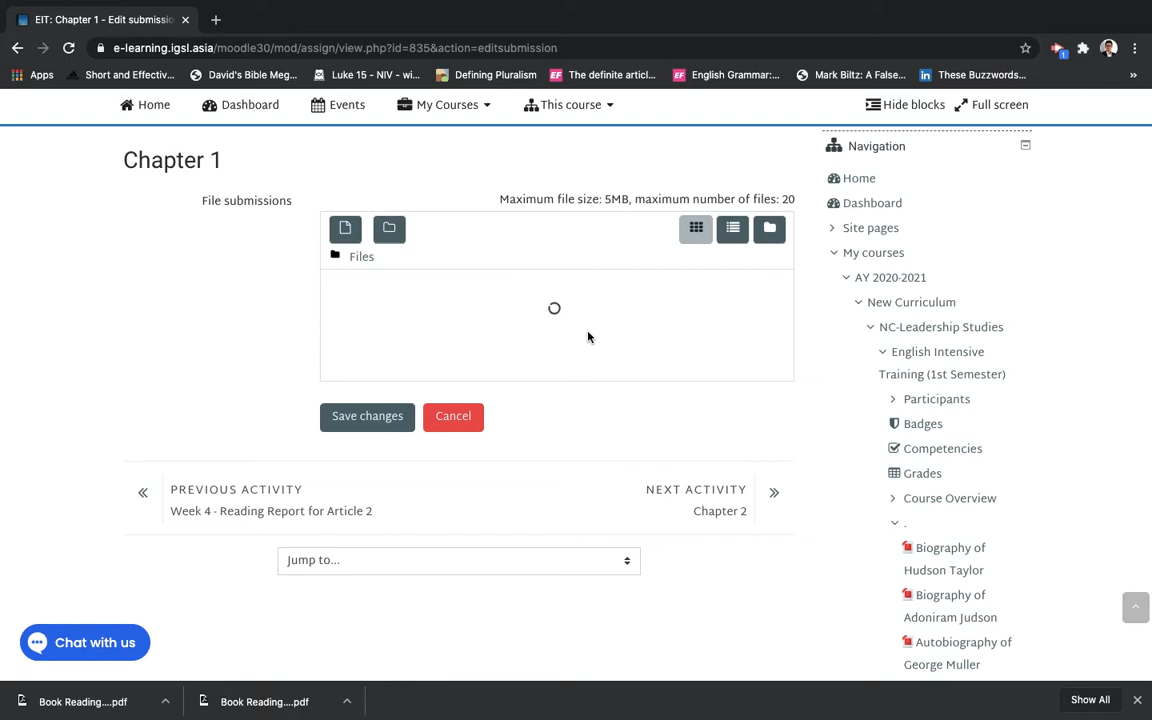 EIT: Chapter 1 - Edit submissio
e-learning.igsl.asia/moodle30/mod/assign/view.php?id=835&action=editsubmission
1
Apps Short and Effectiv... David's Bible Meg... Luke 15 - NIV - wi... Defining Pluralism EF The definite articl... EF English Grammar:... Mark Biltz: A False... in These Buzzwords... »
Home Dashboard Events My Courses This course Hide blocks Full screen
Chapter 1
File submissions
Maximum file size: 5MB, maximum number of files: 20
Files
Save changes Cancel
PREVIOUS ACTIVITY
Week 4 - Reading Report for Article 2
NEXT ACTIVITY
Chapter 2
Jump to...
Navigation
Home
Dashboard
Site pages
My courses
AY 2020-2021
New Curriculum
NC-Leadership Studies
English Intensive
Training (1st Semester)
Participants
Badges
Competencies
Grades
Course Overview
.
Biography of
Hudson Taylor
Biography of
Adoniram Judson
Autobiography of
George Muller
Chat with us
Book Reading....pdf Book Reading....pdf Show All